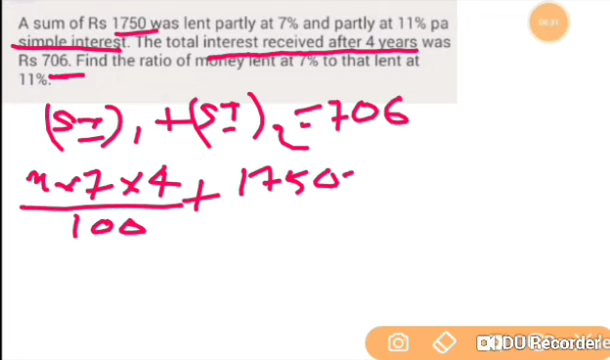 A sum of Rs 1750 was lent partly at 7% and partly at 11% pa
simple interest. The total interest received after 4 years was
Rs 706. Find the ratio of money lent at 7% to that lent at
11%.
(SI)₁ + (SI)₂ = 706
x × 7 × 4 + 1750-
100
DU Recorder